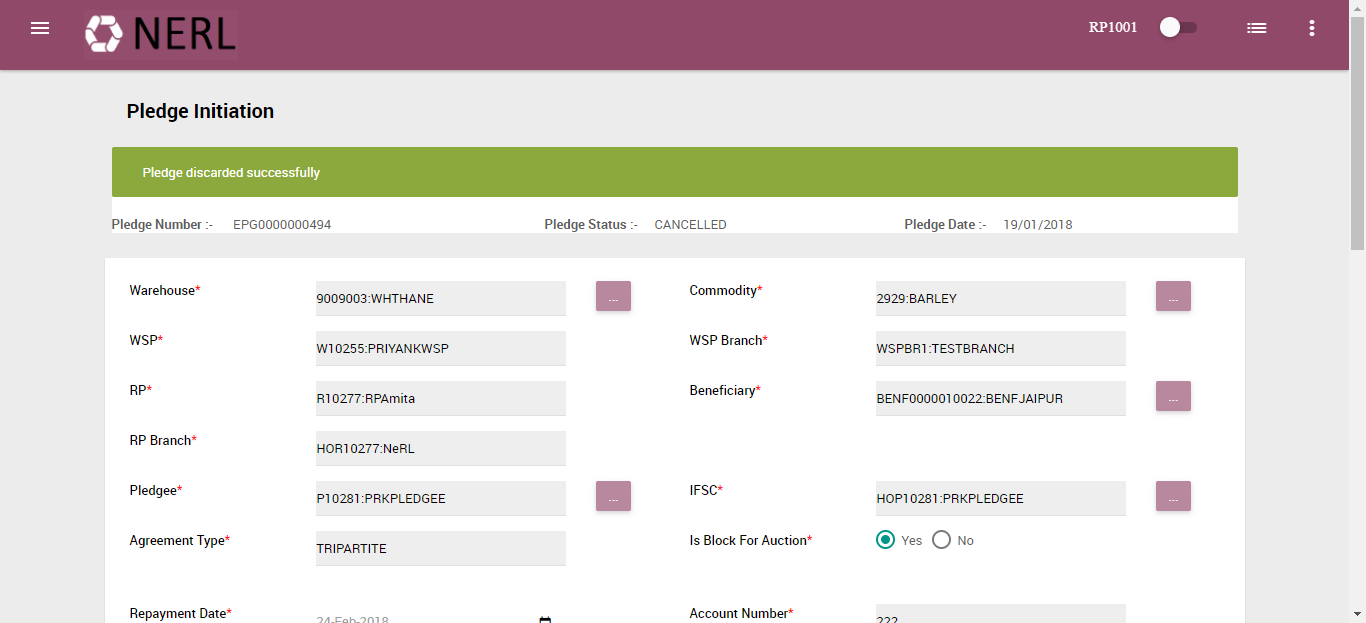 NERL
RP1001
Pledge Initiation
Pledge discarded successfully
Pledge Number :- EPG0000000494 Pledge Status :- CANCELLED Pledge Date :- 19/01/2018
Warehouse* 9009003:WHTHANE ... Commodity* 2929:BARLEY ...
WSP* W10255:PRIYANKWSP WSP Branch* WSPBR1:TESTBRANCH
RP* R10277:RPAmita Beneficiary* BENF0000010022:BENFJAIPUR ...
RP Branch* HOR10277:NeRL
Pledgee* P10281:PRKPLEDGEE ... IFSC* HOP10281:PRKPLEDGEE ...
Agreement Type* TRIPARTITE Is Block For Auction* Yes No
Repayment Date* 24-Feb-2018 Account Number* 222